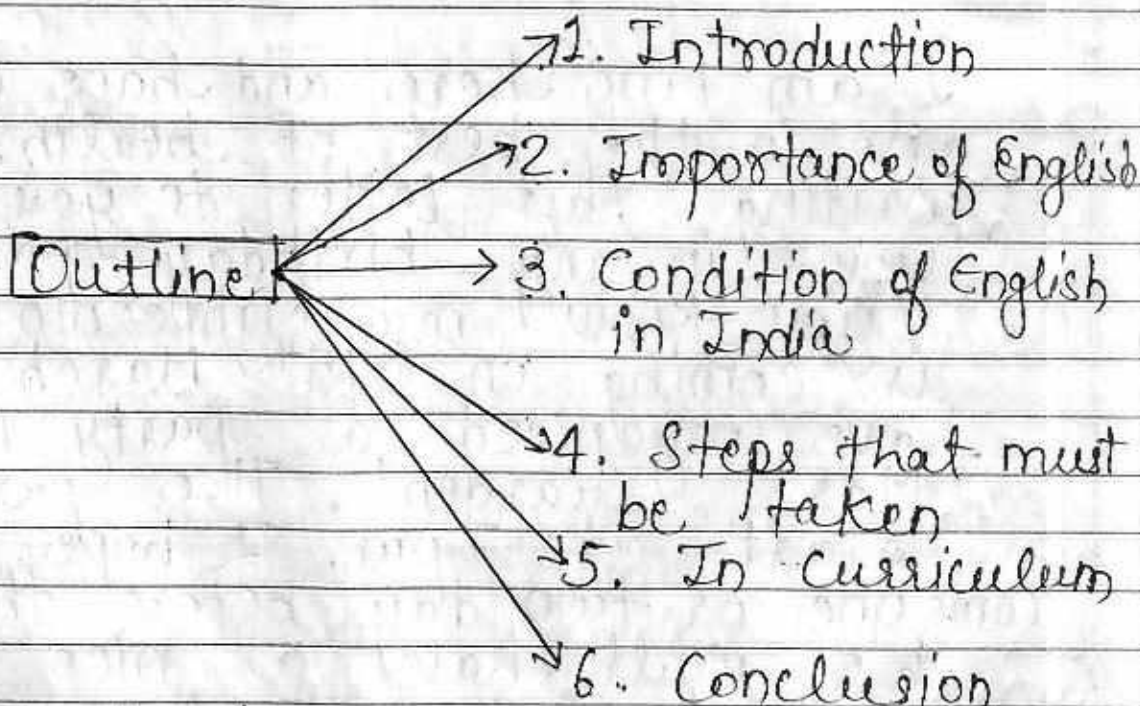 1. Introduction
2. Importance of English
Outline
3. Condition of English
in India
4. Steps that must
be taken
5. In curriculum
6. Conclusion